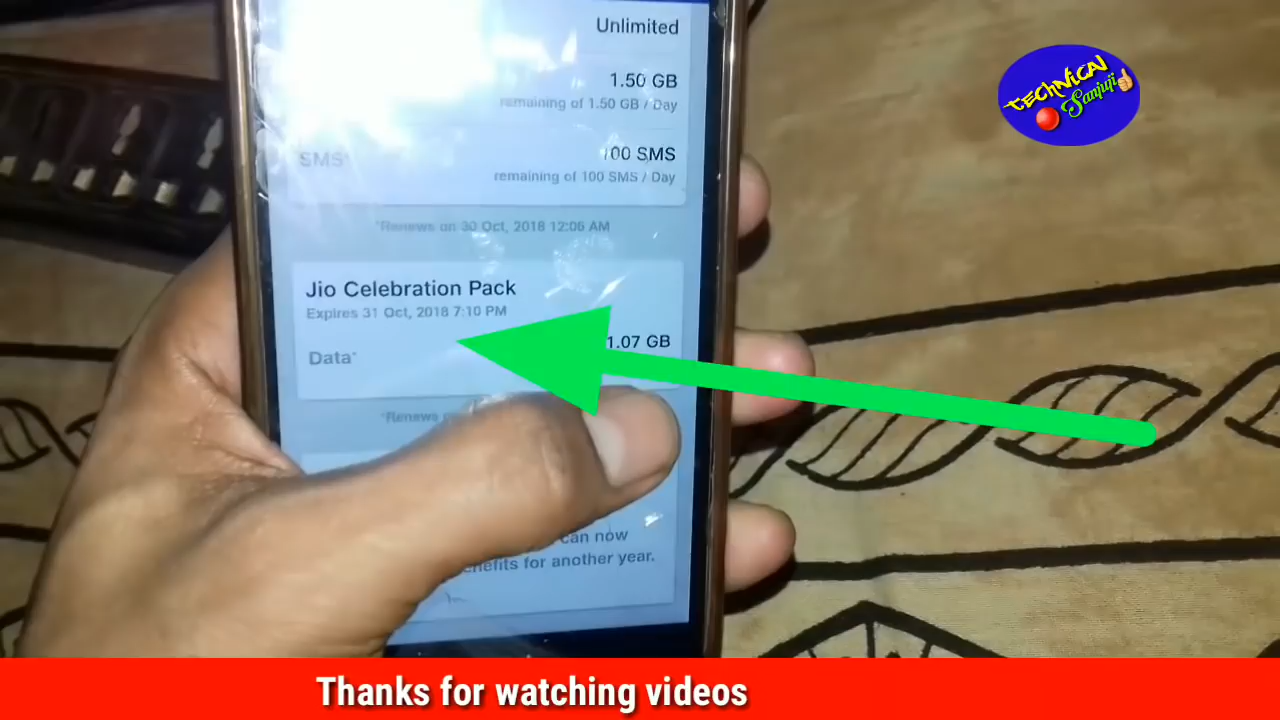 Unlimited
1.50 GB
remaining of 1.50 GB / Day
SMS*
100 SMS
remaining of 100 SMS / Day
*Renews on 30 Oct, 2018 12:06 AM
Jio Celebration Pack
Expires 31 Oct, 2018 7:10 PM
1.07 GB
Data*
*Renews
can now
for another year.
TECHNICAL
Sanjuji
Thanks for watching videos